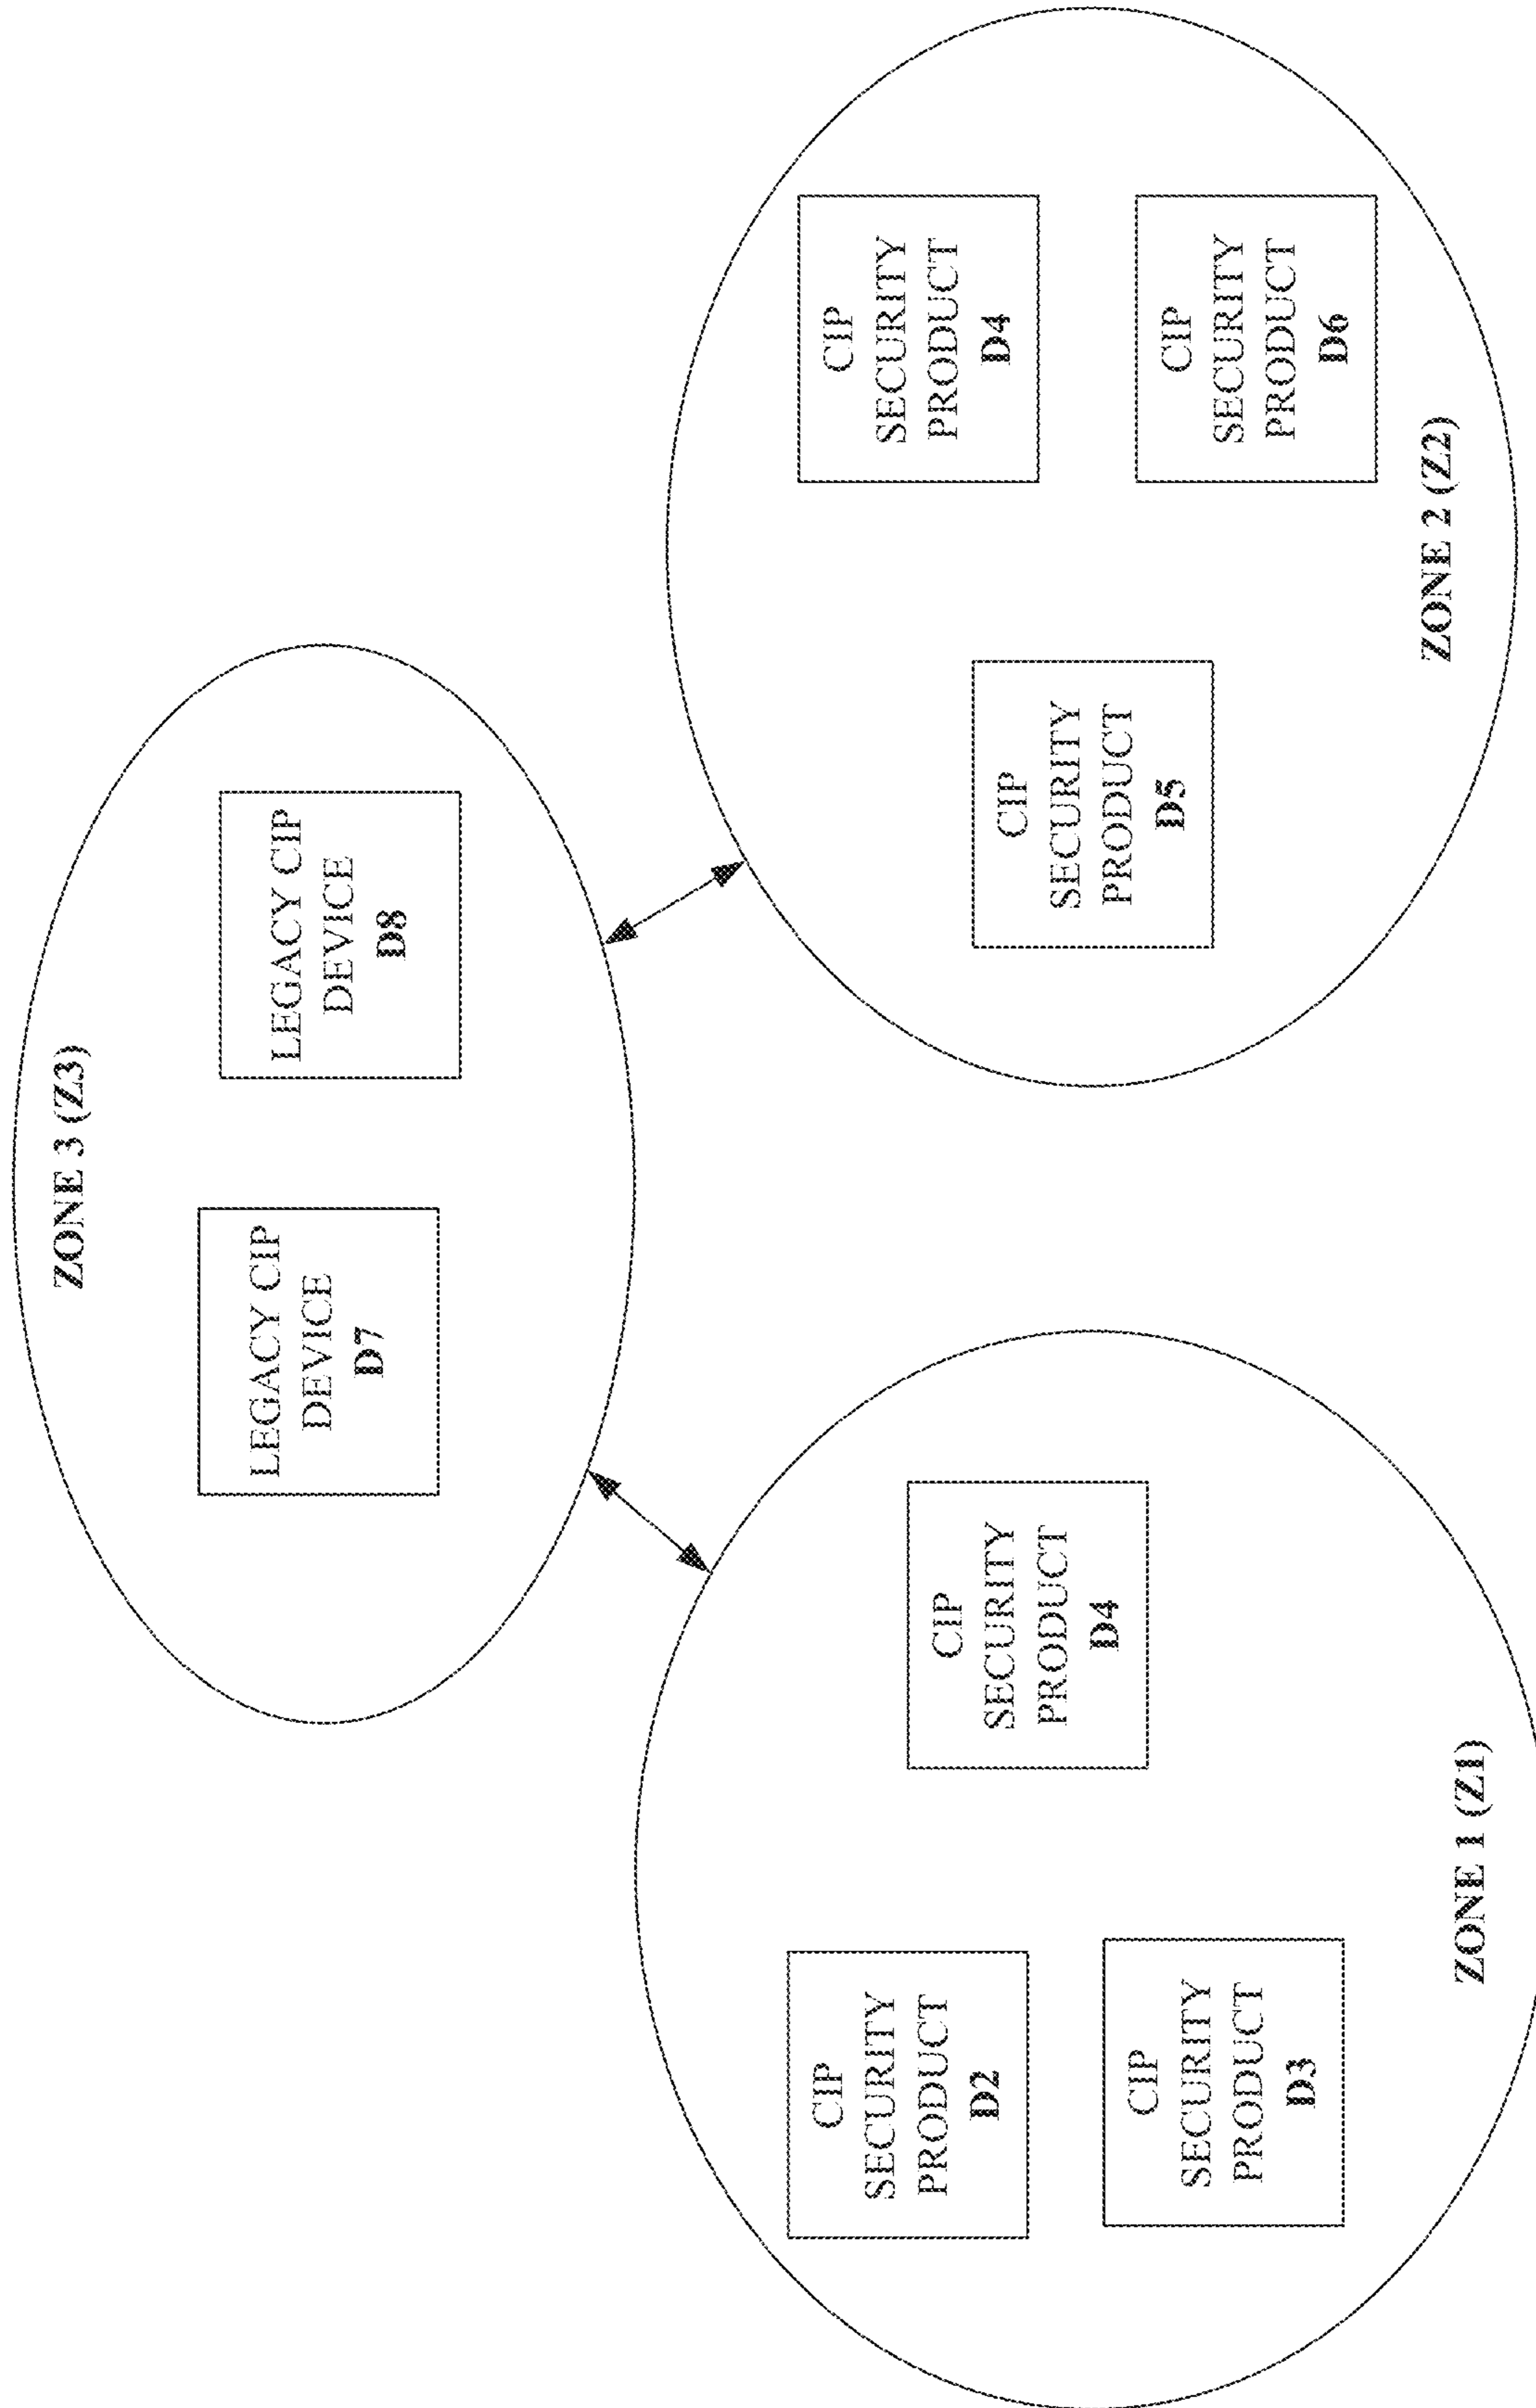 ZONE 3 (Z3)
LEGACY CIP
DEVICE
D7
LEGACY CIP
DEVICE
D8
CIP
SECURITY
PRODUCT
D2
CIP
SECURITY
PRODUCT
D3
CIP
SECURITY
PRODUCT
D4
ZONE 1 (Z1)
CIP
SECURITY
PRODUCT
D5
CIP
SECURITY
PRODUCT
D4
CIP
SECURITY
PRODUCT
D6
ZONE 2 (Z2)